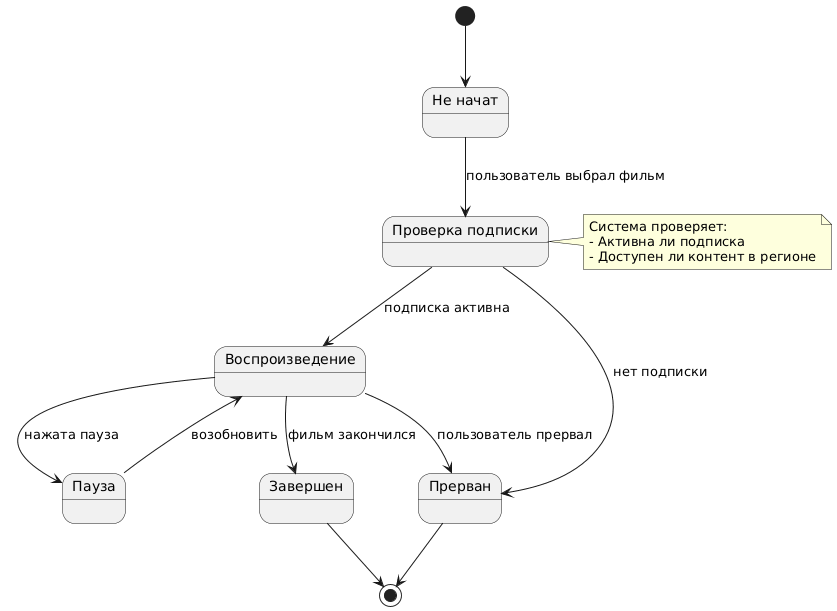 Не начат
пользователь выбрал фильм
Проверка подписки
Система проверяет:
- Активна ли подписка
- Доступен ли контент в регионе
подписка активна
Воспроизведение
нет подписки
нажата пауза
возобновить
фильм закончился
пользователь прервал
Пауза
Завершен
Прерван